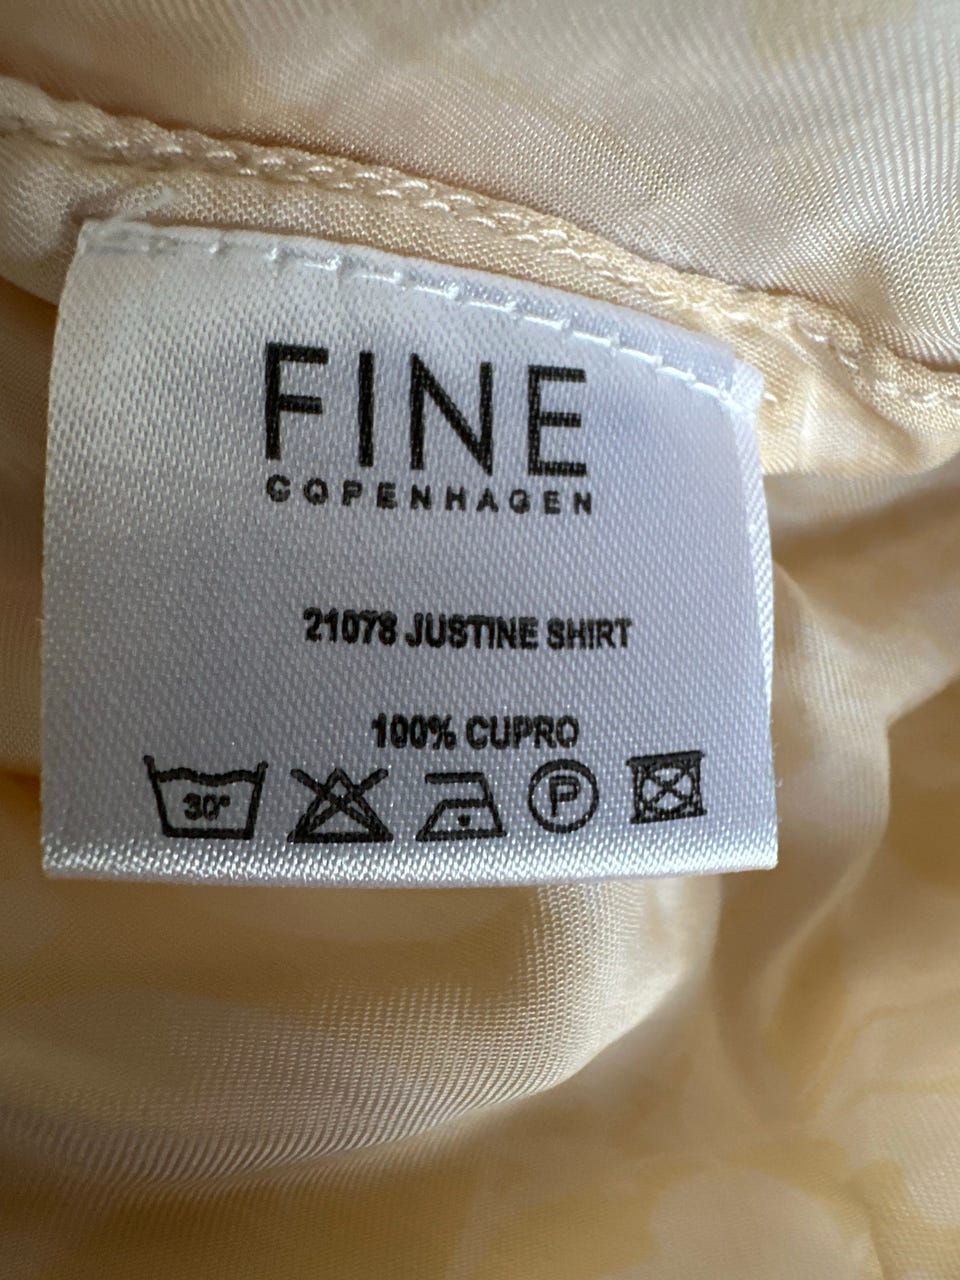 FINE
COPENHAGEN
21078 JUSTINE SHIRT
100% CUPRO
30°
P